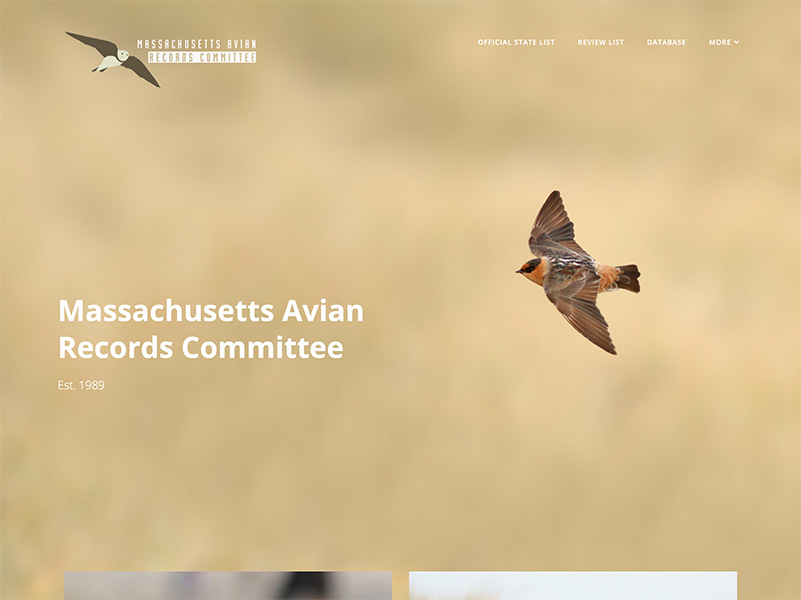 MASSACHUSETTS AVIAN
RECORDS COMMITTEE
OFFICIAL STATE LIST
REVIEW LIST
DATABASE
MORE
Massachusetts Avian
Records Committee
Est. 1989